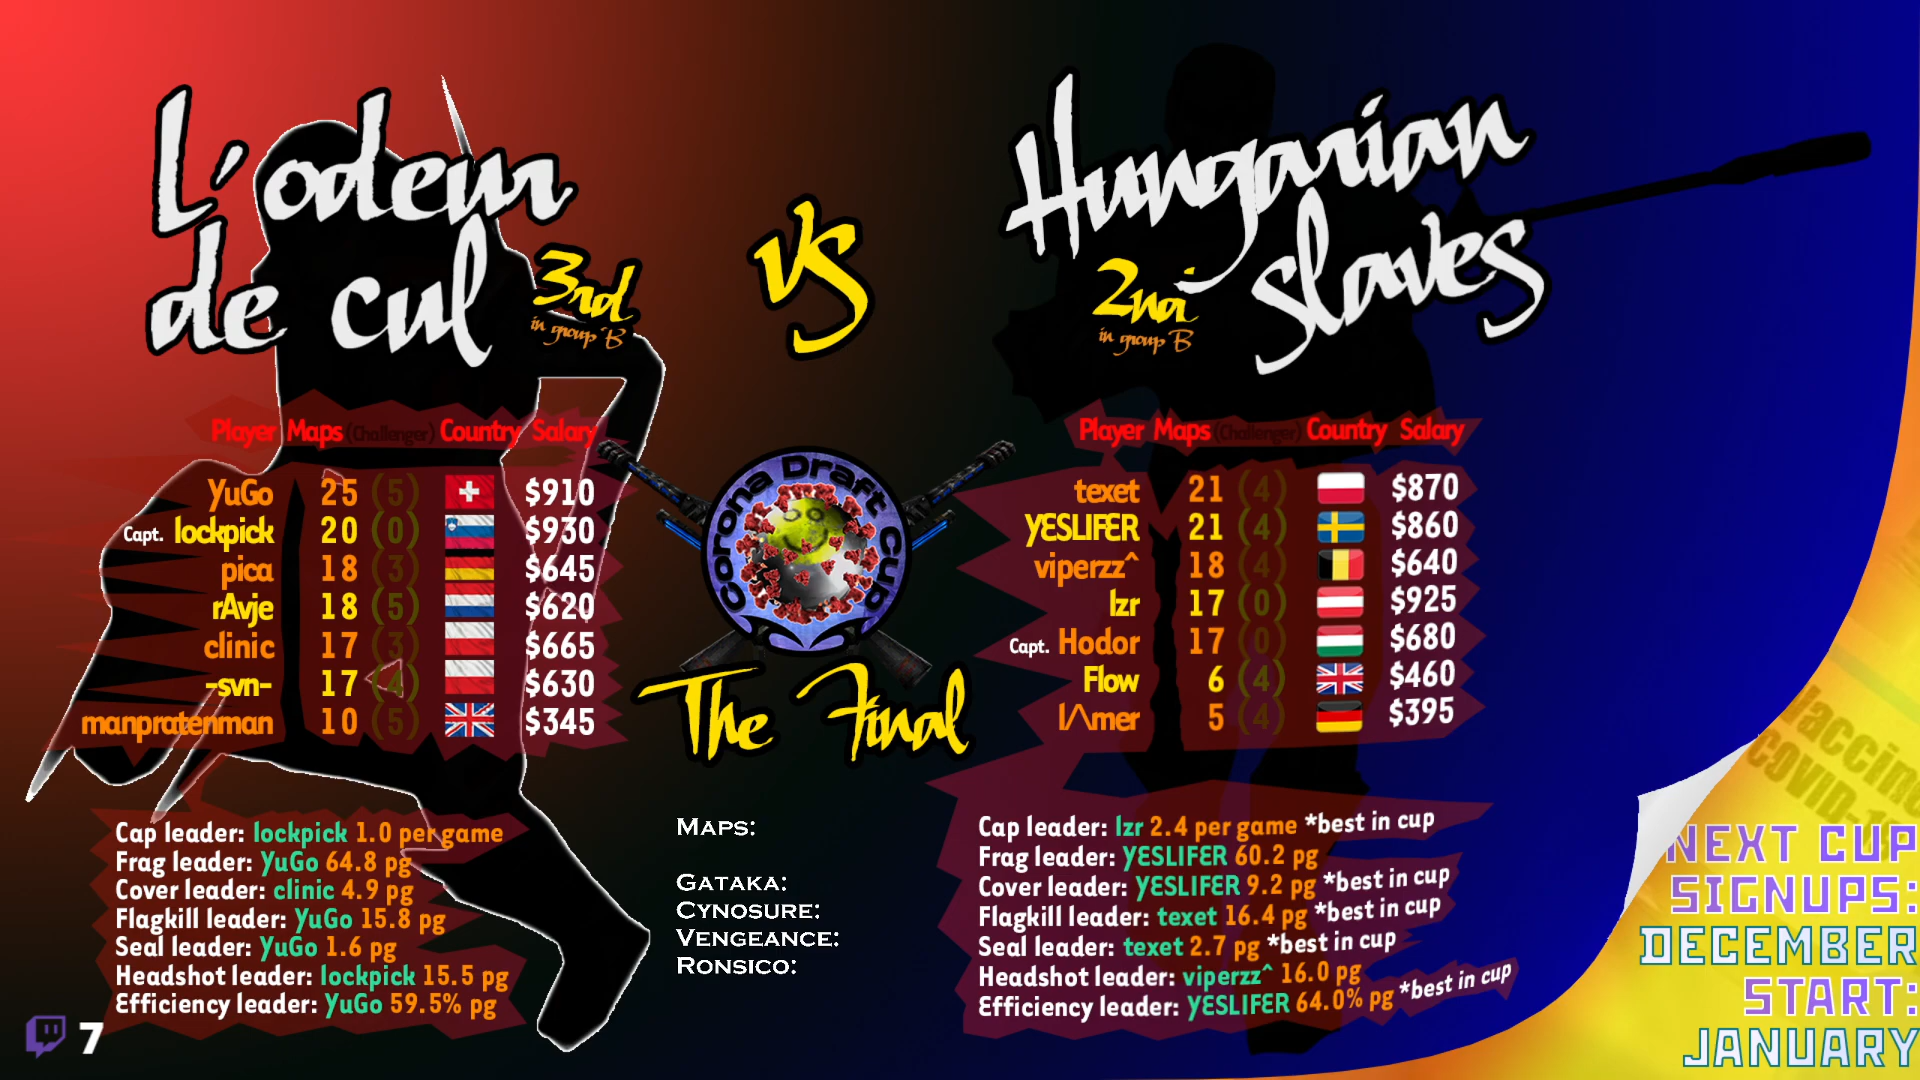 L'odeur
de cul
3rd
in group B
vs
Hungarian
slaves
2nd
in group B
Player Maps (Challenger) Country Salary
YuGo 25 (5) $910
Capt. lockpick 20 (0) $930
pica 18 (3) $645
rAvje 18 (5) $620
clinic 17 (3) $665
-svn- 17 (4) $630
manpratenman 10 (5) $345
Corona Draft Cup
The Final
Player Maps (Challenger) Country Salary
texet 21 (4) $870
YESLIFER 21 (4) $860
viperzz^ 18 (4) $640
lzr 17 (0) $925
Capt. Hodor 17 (0) $680
Flow 6 (4) $460
l/\mer 5 (4) $395
Cap leader: lockpick 1.0 per game
Frag leader: YuGo 64.8 pg
Cover leader: clinic 4.9 pg
Flagkill leader: YuGo 15.8 pg
Seal leader: YuGo 1.6 pg
Headshot leader: lockpick 15.5 pg
Efficiency leader: YuGo 59.5% pg
Maps:
Gataka:
Cynosure:
Vengeance:
Ronsico:
Cap leader: lzr 2.4 per game *best in cup
Frag leader: YESLIFER 60.2 pg
Cover leader: YESLIFER 9.2 pg *best in cup
Flagkill leader: texet 16.4 pg *best in cup
Seal leader: texet 2.7 pg *best in cup
Headshot leader: viperzz^ 16.0 pg
Efficiency leader: YESLIFER 64.0% pg *best in cup
Vaccine
COVID-19
NEXT CUP
SIGNUPS:
DECEMBER
START:
JANUARY
7